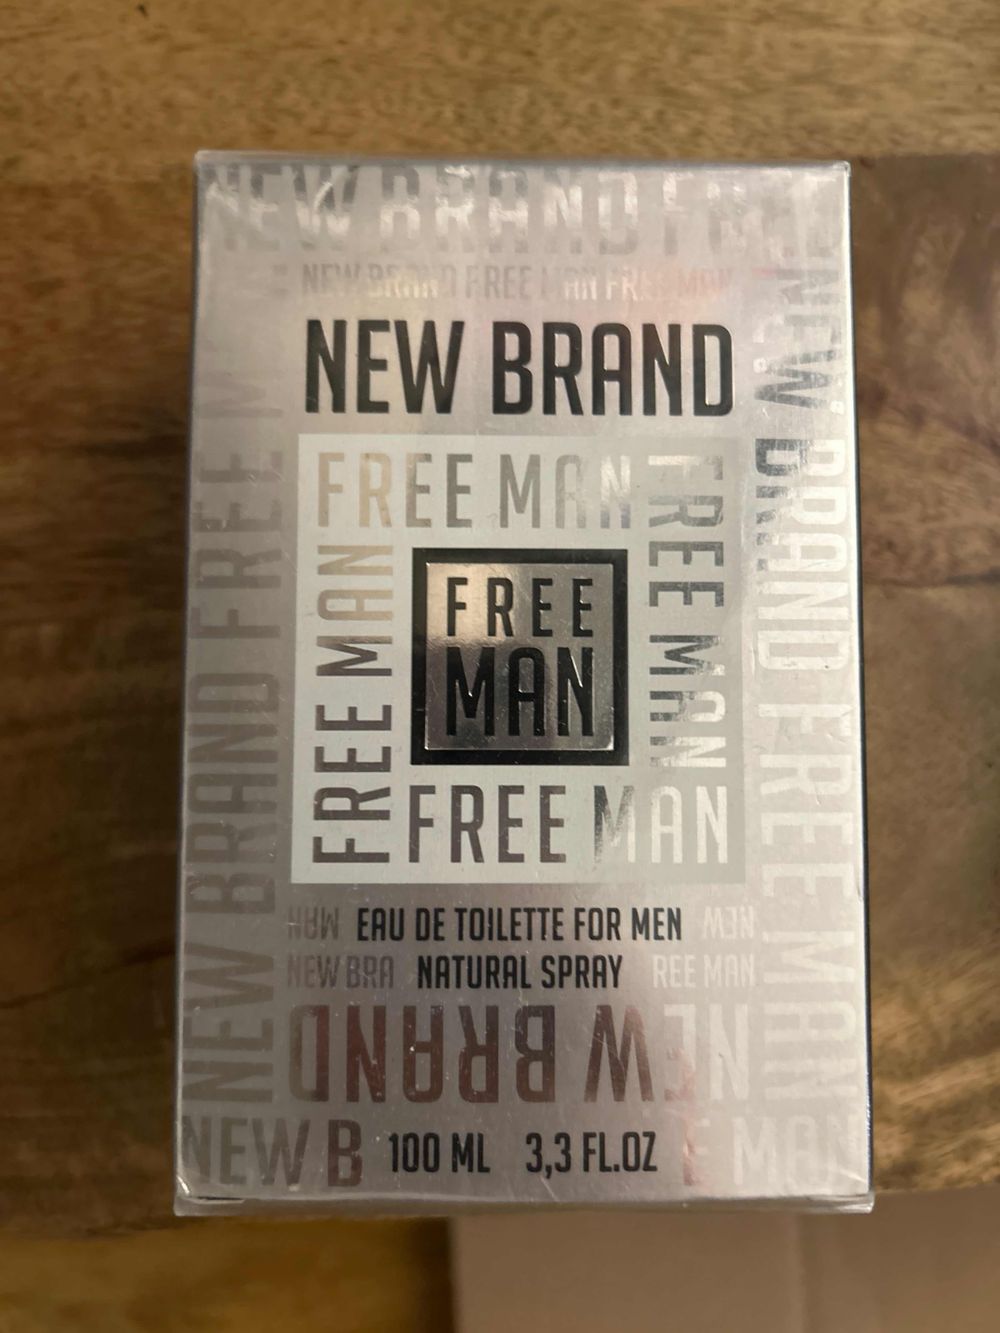 NEW BRAND FREE
NEW BRAND FREE MAN FREE MAN
NEW BRAND
FREE MAN
FREE MAN
FREE MAN
FREE MAN
FREE
MAN
NEW BRAND FREE M
NEW BRAND FREE MAN
MAN EAU DE TOILETTE FOR MEN NEW
NEW BRA NATURAL SPRAY REE MAN
NEW BRAND
NEW B 100 ML 3,3 FL.OZ E MAN